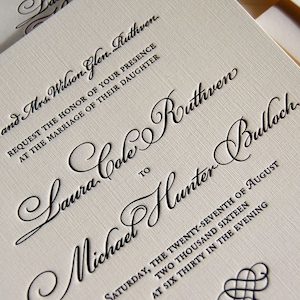 and Mrs. Wilson Glen Ruthven
REQUEST THE HONOR OF YOUR PRESENCE
AT THE MARRIAGE OF THEIR DAUGHTER
Laura Cole Ruthven
TO
Michael Hunter Bulloch
SATURDAY, THE TWENTY-SEVENTH OF AUGUST
TWO THOUSAND SIXTEEN
AT SIX THIRTY IN THE EVENING